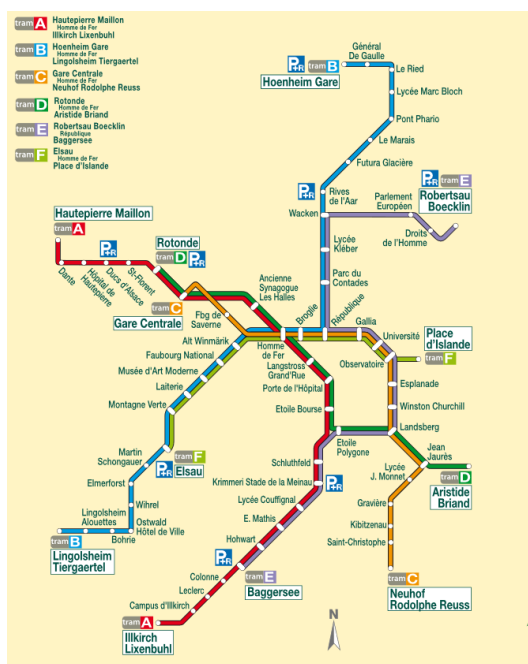 tram A Hautepierre Maillon
Homme de Fer
Illkirch Lixenbuhl
tram B Hoenheim Gare
Homme de Fer
Lingolsheim Tiergaertel
tram C Gare Centrale
Homme de Fer
Neuhof Rodolphe Reuss
tram D Rotonde
Homme de Fer
Aristide Briand
tram E Robertsau Boecklin
République
Baggersee
tram F Elsau
Homme de Fer
Place d'Islande
Général
De Gaulle
P+R tram B
Hoenheim Gare
Le Ried
Lycée Marc Bloch
Pont Phario
Le Marais
Futura Glacière
P+R
Rives
de l'Aar
Wacken
P+R tram E
Robertsau
Boecklin
Parlement
Européen
Droits
de l'Homme
Lycée
Kléber
Parc du
Contades
Hautepierre Maillon
tram A
P+R
Dante
Hôpital de
Hautepierre
Ducs d'Alsace
St-Florent
Rotonde
tram D P+R
tram C
Gare Centrale
Ancienne
Synagogue
Les Halles
Fbg de
Saverne
Broglie
République
Gallia
Université
Place
d'Islande
tram F
Observatoire
Alt Winmärik
Faubourg National
Musée d'Art Moderne
Laiterie
Montagne Verte
Homme
de Fer
Langstross
Grand'Rue
Porte de l'Hôpital
Etoile Bourse
Esplanade
Winston Churchill
Landsberg
Etoile
Polygone
Jean
Jaurès
tram D
Aristide
Briand
Martin
Schongauer
tram F
P+R Elsau
Elmerforst
Wihrel
Ostwald
Hôtel de Ville
Lingolsheim
Alouettes
Bohrie
tram B
Lingolsheim
Tiergaertel
Schluthfeld
Krimmeri Stade de la Meinau
P+R
Lycée Couffignal
E. Mathis
Hohwart
P+R
tram E
Baggersee
Colonne
Leclerc
Campus d'Illkirch
tram A
Illkirch
Lixenbuhl
Lycée
J. Monnet
Gravière
Kibitzenau
Saint-Christophe
tram C
Neuhof
Rodolphe Reuss
N